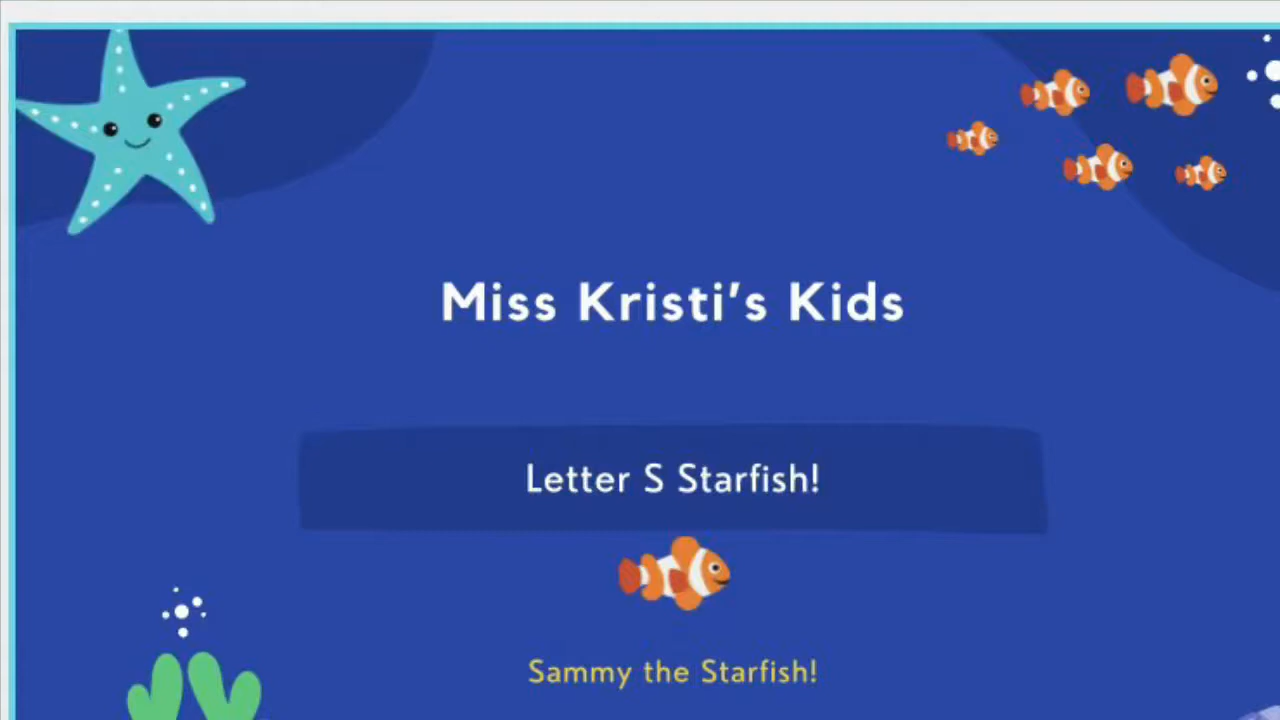 Miss Kristi's Kids
Letter S Starfish!
Sammy the Starfish!